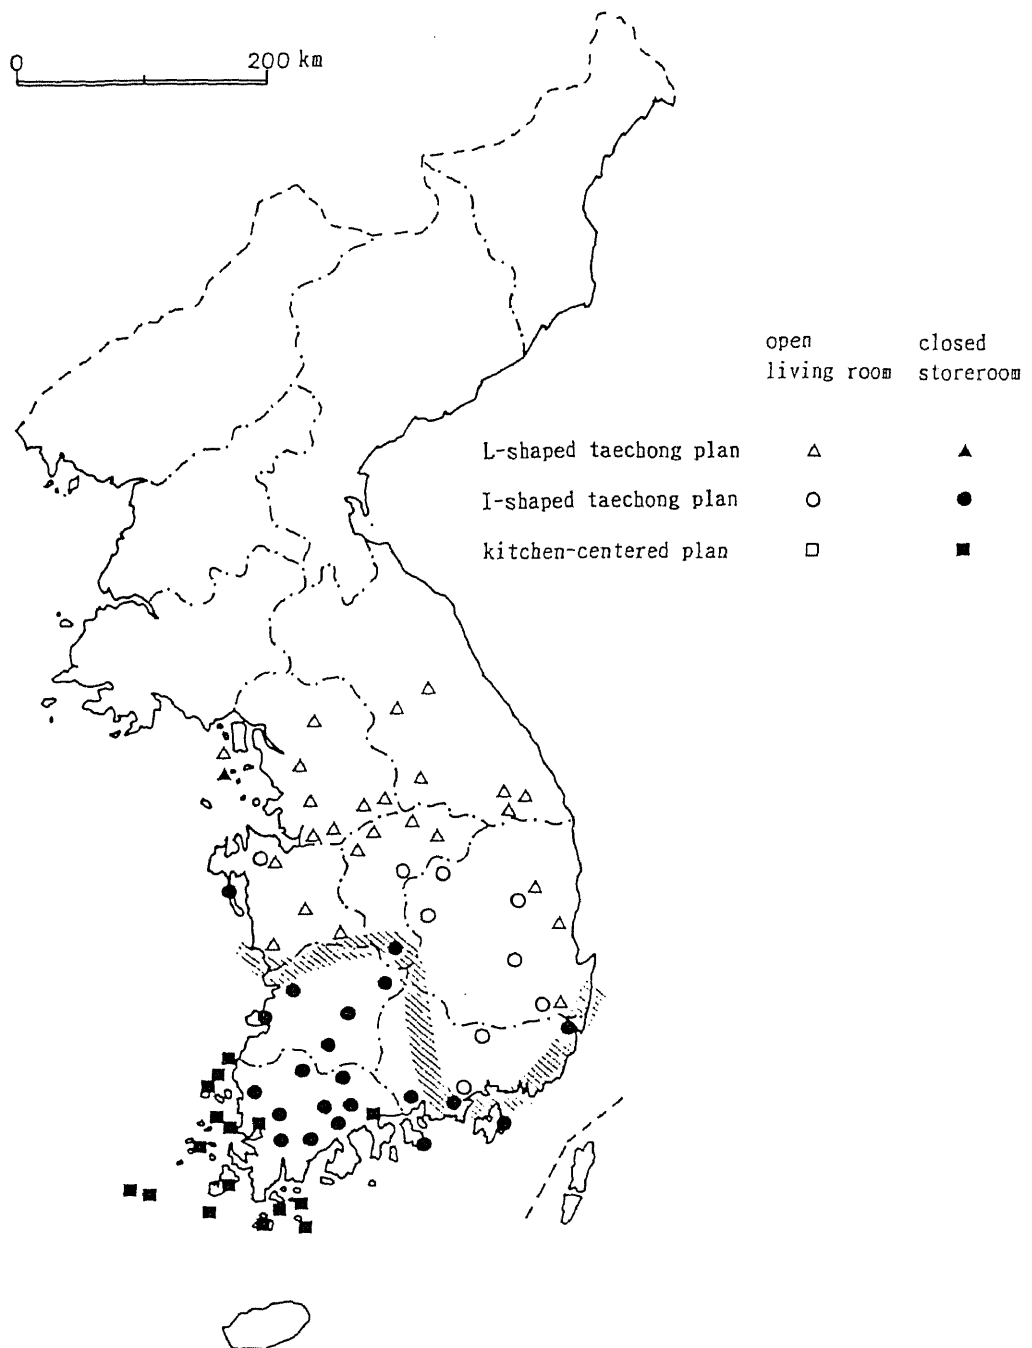 0 200 km
open closed
living room storeroom
L-shaped taechong plan
I-shaped taechong plan
kitchen-centered plan